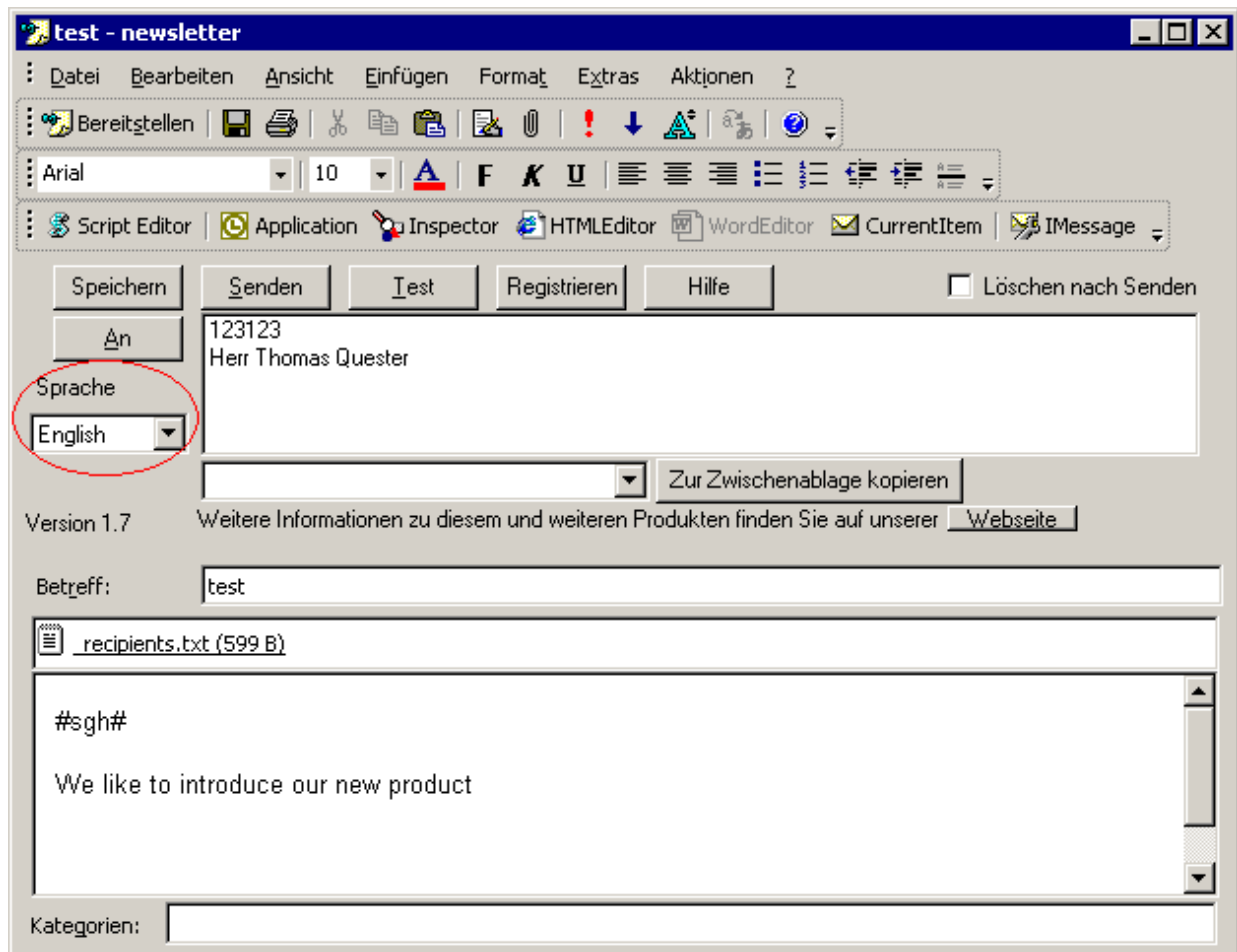 test - newsletter
Datei Bearbeiten Ansicht Einfügen Format Extras Aktionen ?
Bereitstellen
Arial 10 A F K U
Script Editor Application Inspector HTMLEditor WordEditor CurrentItem IMessage
Speichern Senden Test Registrieren Hilfe Löschen nach Senden
An
123123
Herr Thomas Quester
Sprache
English
Zur Zwischenablage kopieren
Version 1.7 Weitere Informationen zu diesem und weiteren Produkten finden Sie auf unserer Webseite
Betreff: test
_recipients.txt (599 B)
#sgh#
We like to introduce our new product
Kategorien: